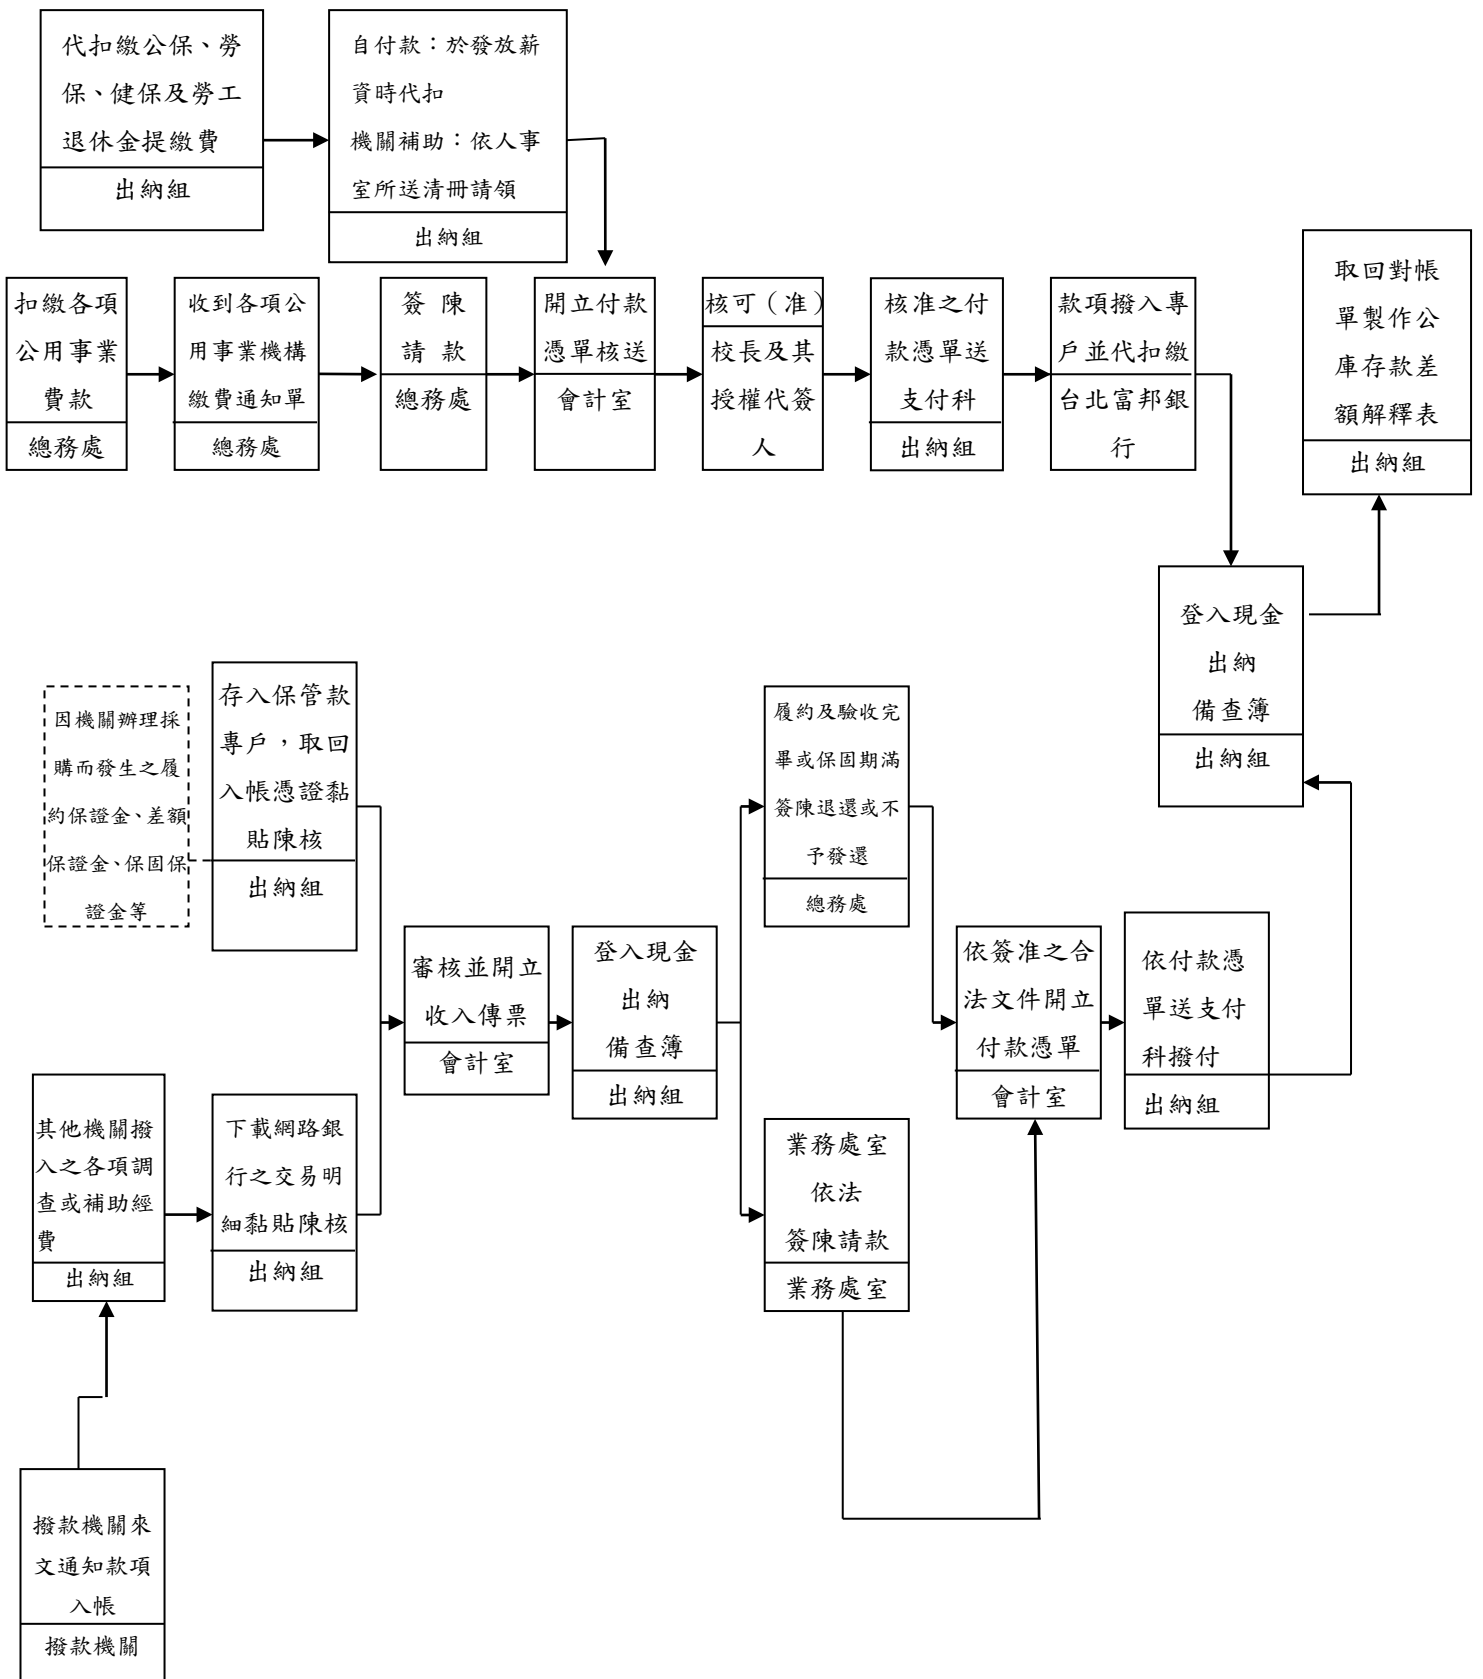 代扣繳公保、勞
保、健保及勞工
退休金提繳費
出納組
自付款：於發放薪
資時代扣
機關補助：依人事
室所送清冊請領
出納組
扣繳各項
公用事業
費款
總務處
收到各項公
用事業機構
繳費通知單
總務處
簽 陳
請 款
總務處
開立付款
憑單核送
會計室
核可（准）
校長及其
授權代簽
人
核准之付
款憑單送
支付科
出納組
款項撥入專
戶並代扣繳
台北富邦銀
行
取回對帳
單製作公
庫存款差
額解釋表
出納組
登入現金
出納
備查簿
出納組
因機關辦理採
購而發生之履
約保證金、差額
保證金、保固保
證金等
存入保管款
專戶，取回
入帳憑證黏
貼陳核
出納組
審核並開立
收入傳票
會計室
登入現金
出納
備查簿
出納組
履約及驗收完
畢或保固期滿
簽陳退還或不
予發還
總務處
依簽准之合
法文件開立
付款憑單
會計室
依付款憑
單送支付
科撥付
出納組
其他機關撥
入之各項調
查或補助經
費
出納組
下載網路銀
行之交易明
細黏貼陳核
出納組
業務處室
依法
簽陳請款
業務處室
撥款機關來
文通知款項
入帳
撥款機關